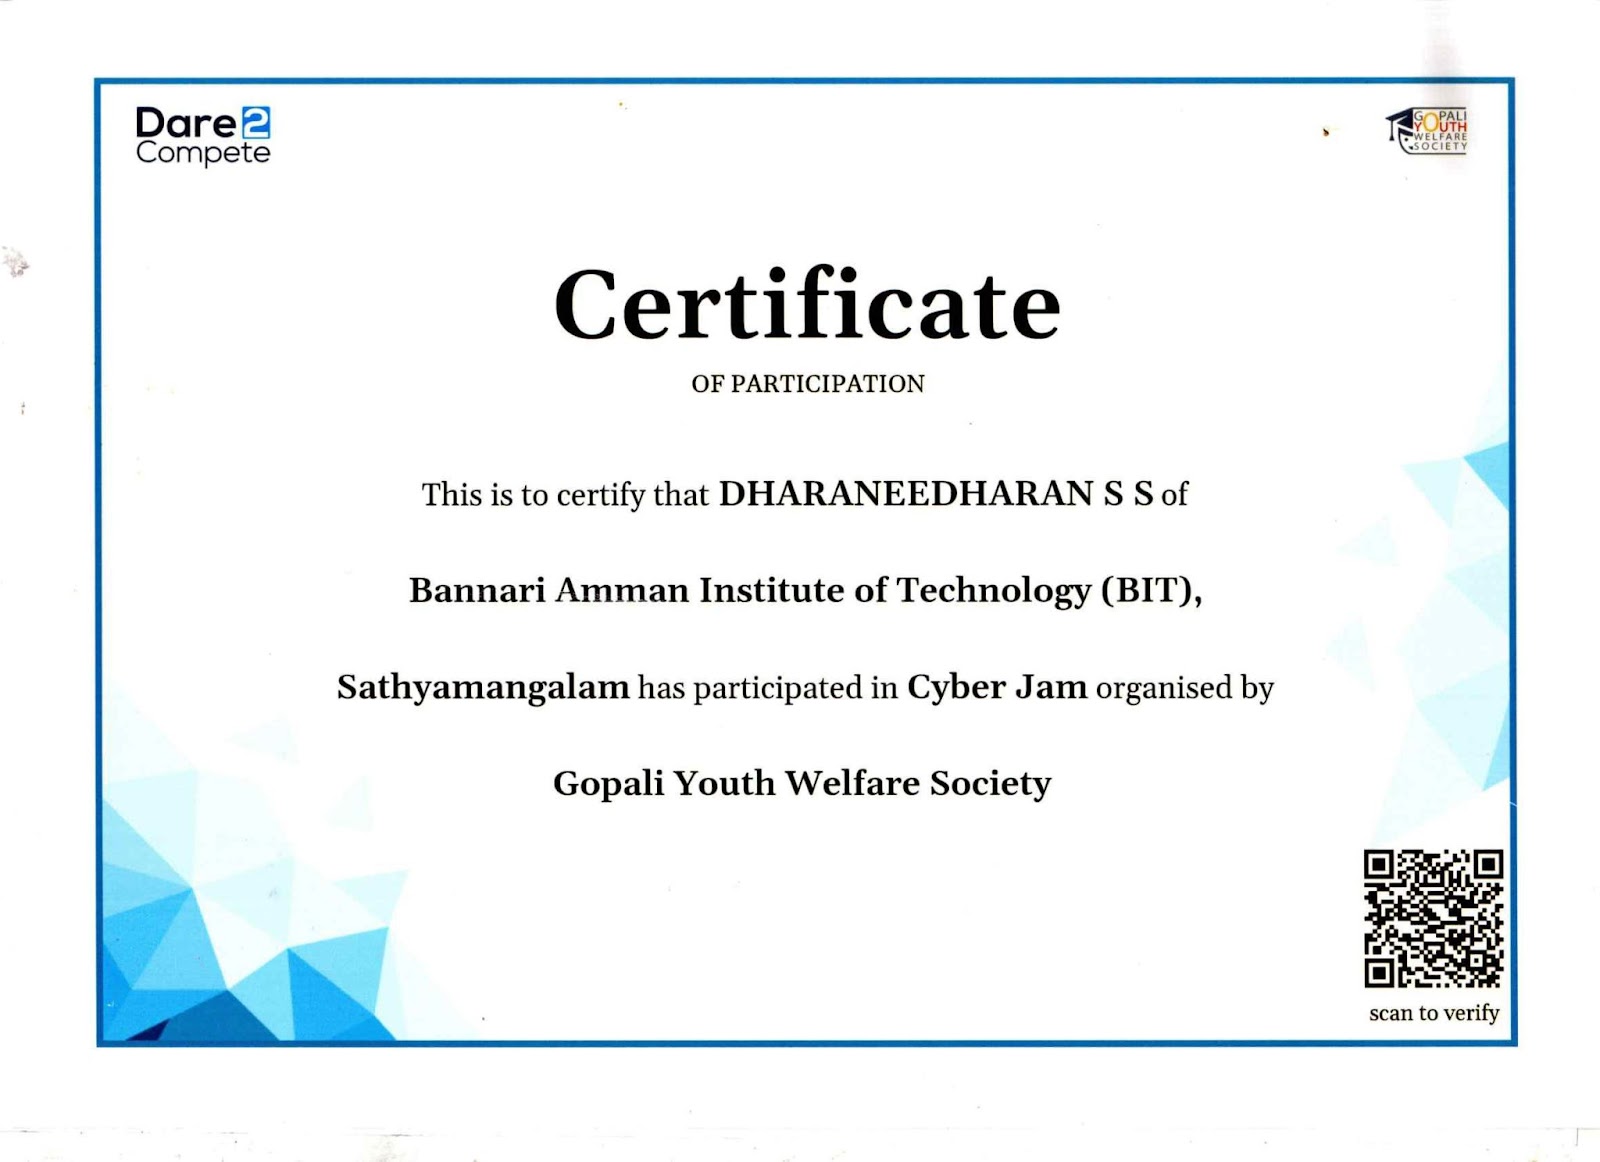 Dare2
Compete
GOPALI
YOUTH
WELFARE
SOCIETY
Certificate
OF PARTICIPATION
This is to certify that DHARANEEDHARAN S S of
Bannari Amman Institute of Technology (BIT),
Sathyamangalam has participated in Cyber Jam organised by
Gopali Youth Welfare Society
scan to verify